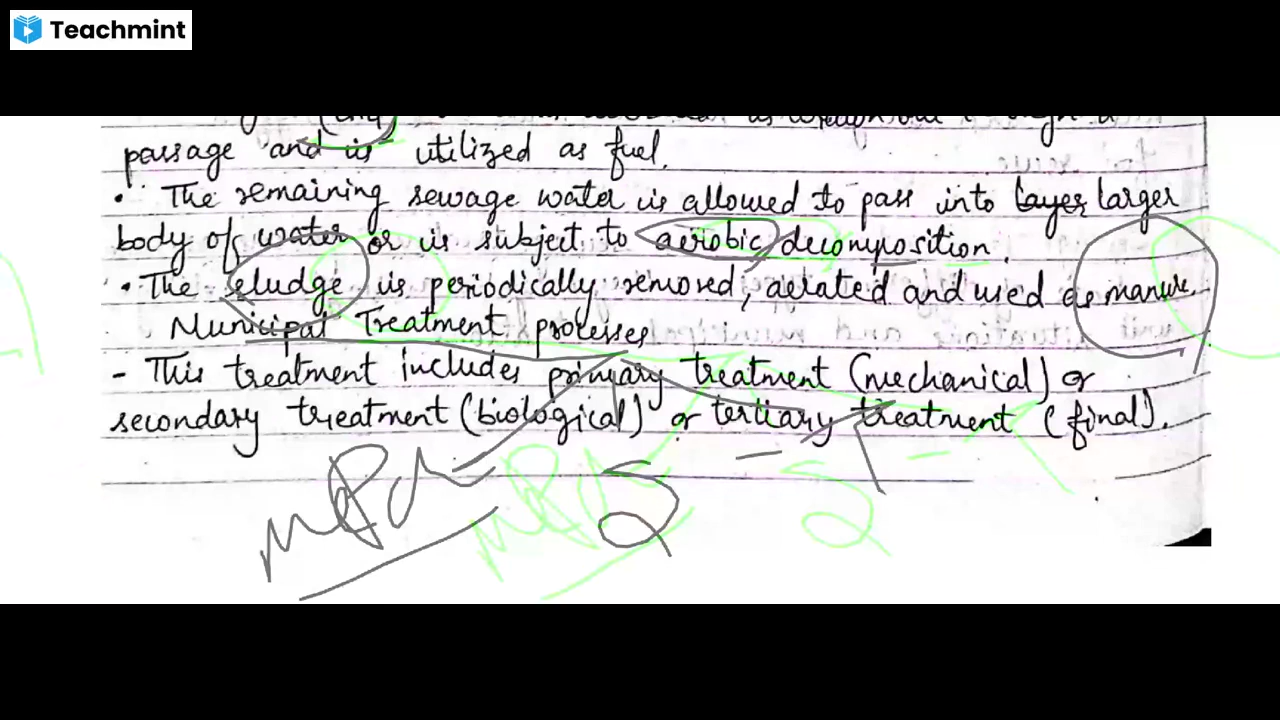 Teachmint
passage and is utilized as fuel.
• The remaining sewage water is allowed to pass into larger
body of water or is subject to aerobic decomposition.
• The sludge is periodically removed, aerated and used as manure.
Municipal Treatment processes
- This treatment includes primary treatment (mechanical) or
secondary treatment (biological) or tertiary treatment (final).